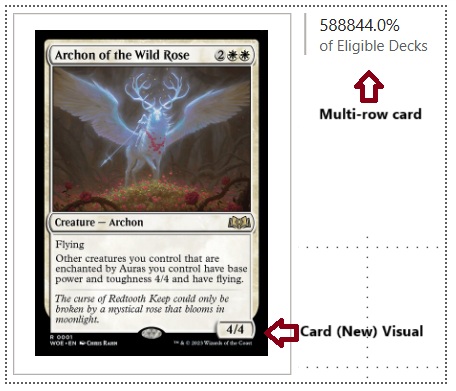 Archon of the Wild Rose 2
Creature — Archon
Flying
Other creatures you control that are
enchanted by Auras you control have base
power and toughness 4/4 and have flying.
The curse of Redtooth Keep could only be
broken by a mystical rose that blooms in
moonlight.
4/4
R 0001
WOE • EN Chris Rahn
™ & © 2023 Wizards of the Coast
588844.0%
of Eligible Decks
Multi-row card
Card (New) Visual